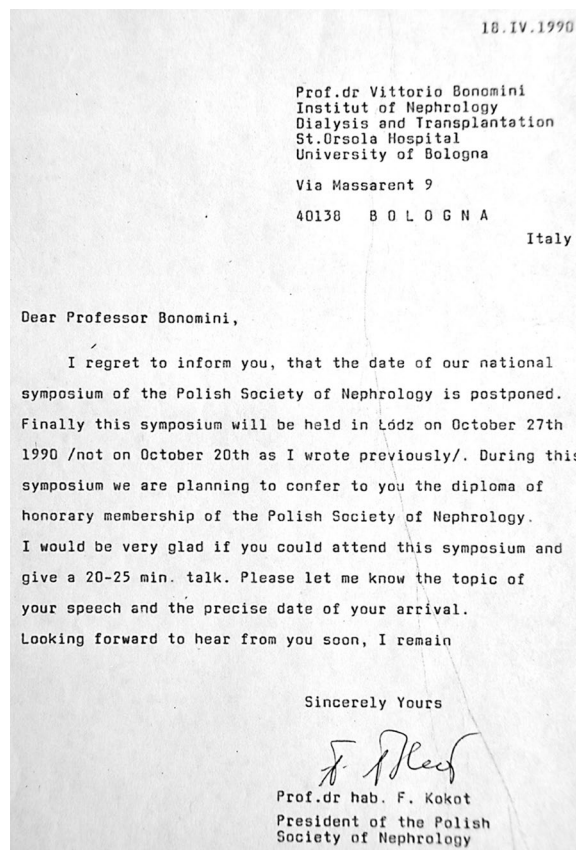 18.IV.1990
Prof.dr Vittorio Bonomini
Institut of Nephrology
Dialysis and Transplantation
St.Orsola Hospital
University of Bologna
Via Massarent 9
40138 B O L O G N A
Italy
Dear Professor Bonomini,
I regret to inform you, that the date of our national
symposium of the Polish Society of Nephrology is postponed.
Finally this symposium will be held in Łódz on October 27th
1990 /not on October 20th as I wrote previously/. During this
symposium we are planning to confer to you the diploma of
honorary membership of the Polish Society of Nephrology.
I would be very glad if you could attend this symposium and
give a 20-25 min. talk. Please let me know the topic of
your speech and the precise date of your arrival.
Looking forward to hear from you soon, I remain
Sincerely Yours
Prof.dr hab. F. Kokot
President of the Polish
Society of Nephrology